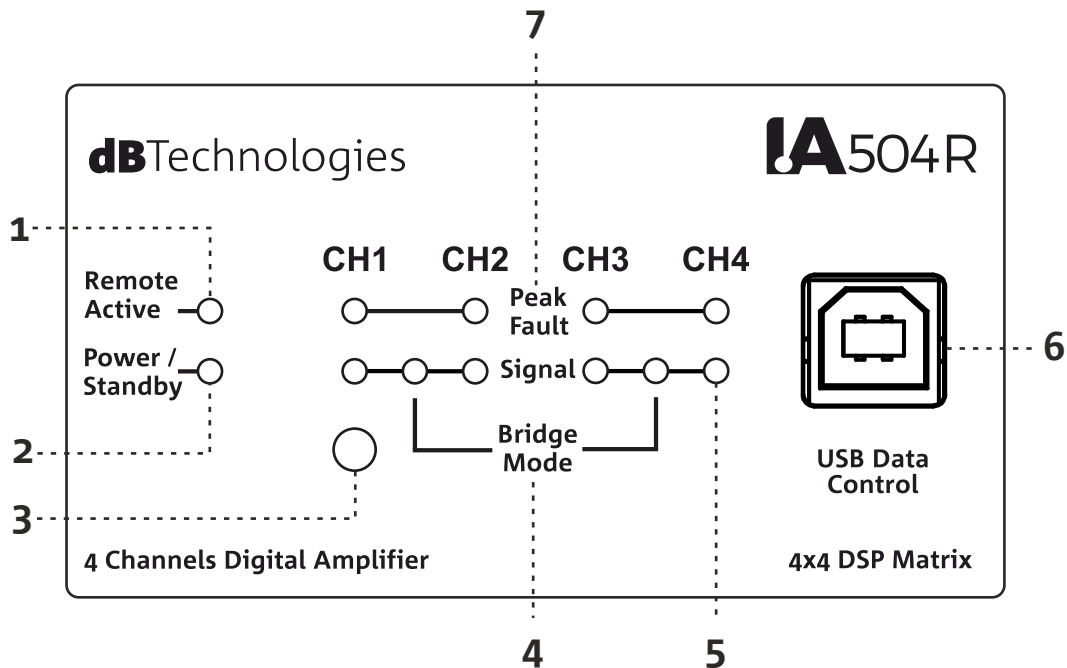 7
dBTechnologies
IA504R
1
CH1 CH2 CH3 CH4
Remote
Active
Peak
Fault
Power /
Standby
Signal
6
2
Bridge
Mode
USB Data
Control
3
4 Channels Digital Amplifier
4x4 DSP Matrix
4
5